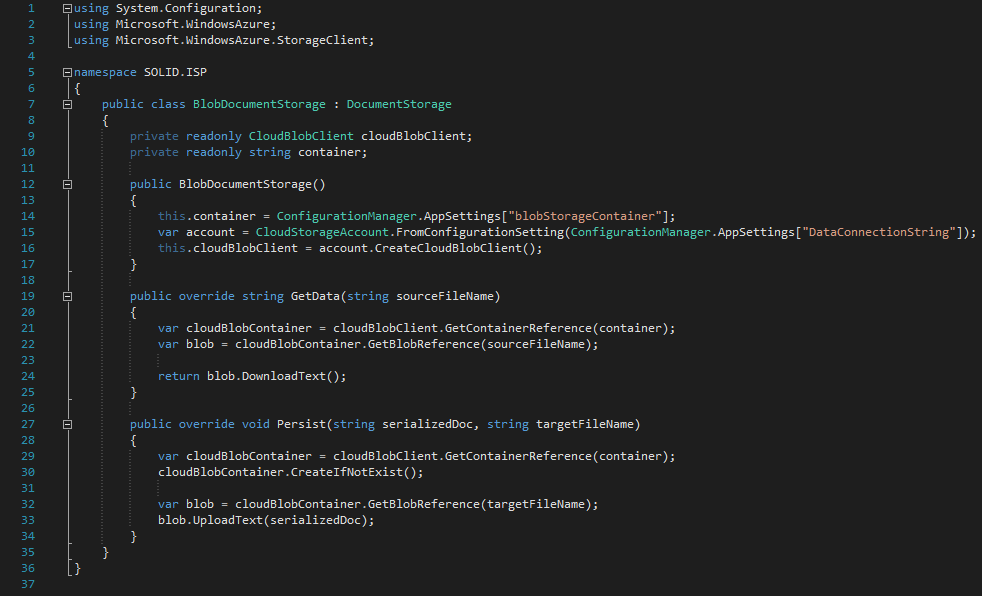 1 using System.Configuration;
2 using Microsoft.WindowsAzure;
3 using Microsoft.WindowsAzure.StorageClient;
4
5 namespace SOLID.ISP
6 {
7     public class BlobDocumentStorage : DocumentStorage
8     {
9         private readonly CloudBlobClient cloudBlobClient;
10         private readonly string container;
11
12         public BlobDocumentStorage()
13         {
14             this.container = ConfigurationManager.AppSettings["blobStorageContainer"];
15             var account = CloudStorageAccount.FromConfigurationSetting(ConfigurationManager.AppSettings["DataConnectionString"]);
16             this.cloudBlobClient = account.CreateCloudBlobClient();
17         }
18
19         public override string GetData(string sourceFileName)
20         {
21             var cloudBlobContainer = cloudBlobClient.GetContainerReference(container);
22             var blob = cloudBlobContainer.GetBlobReference(sourceFileName);
23
24             return blob.DownloadText();
25         }
26
27         public override void Persist(string serializedDoc, string targetFileName)
28         {
29             var cloudBlobContainer = cloudBlobClient.GetContainerReference(container);
30             cloudBlobContainer.CreateIfNotExist();
31
32             var blob = cloudBlobContainer.GetBlobReference(targetFileName);
33             blob.UploadText(serializedDoc);
34         }
35     }
36 }
37